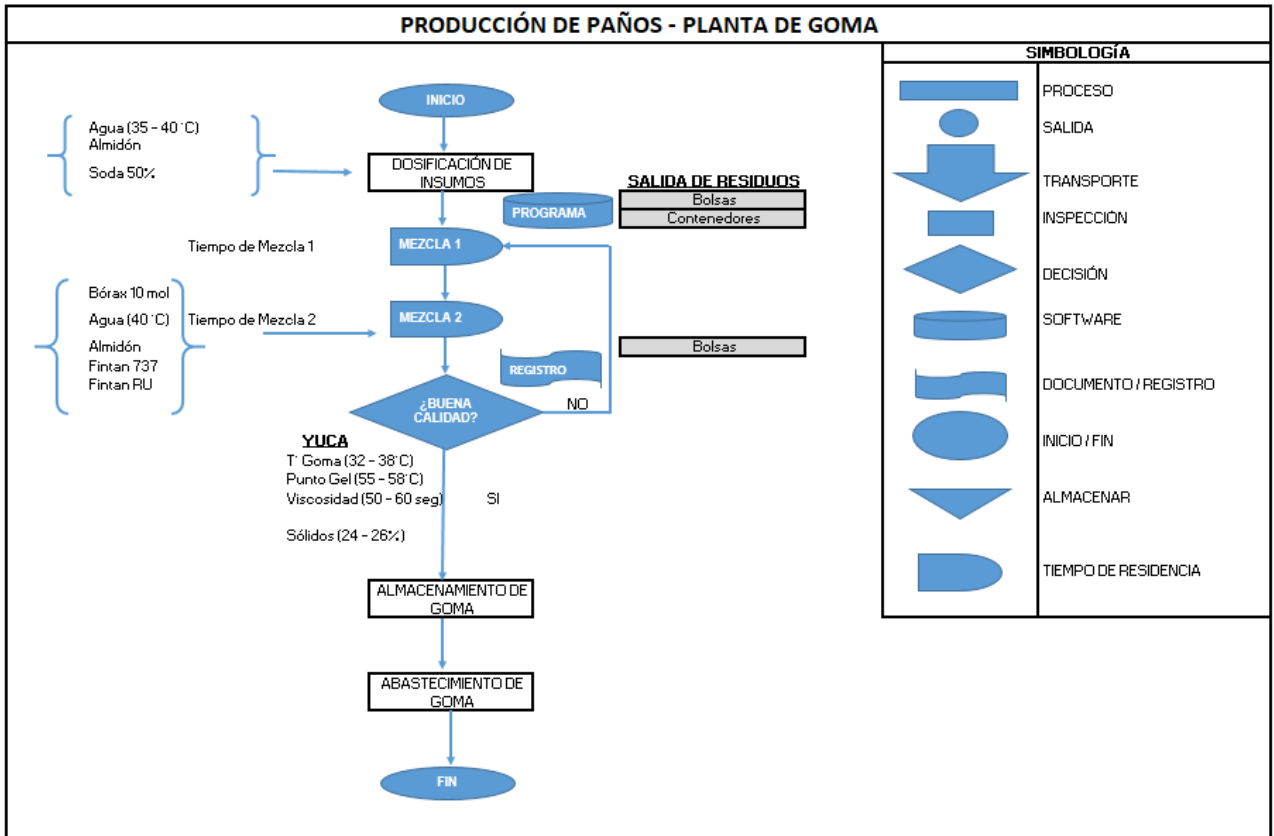 PRODUCCIÓN DE PAÑOS - PLANTA DE GOMA
INICIO
Agua (35 - 40°C)
Almidón
Soda 50%
DOSIFICACIÓN DE
INSUMOS
PROGRAMA
SALIDA DE RESIDUOS
Bolsas
Contenedores
Tiempo de Mezcla 1
MEZCLA 1
Bórax 10 mol
Agua (40°C)
Almidón
Fintan 737
Fintan RU
Tiempo de Mezcla 2
MEZCLA 2
Bolsas
REGISTRO
¿BUENA
CALIDAD?
NO
YUCA
T° Goma (32 - 38°C)
Punto Gel (55 - 58°C)
Viscosidad (50 - 60 seg)
SI
Sólidos (24 - 26%)
ALMACENAMIENTO DE
GOMA
ABASTECIMIENTO DE
GOMA
FIN
SIMBOLOGÍA
PROCESO
SALIDA
TRANSPORTE
INSPECCIÓN
DECISIÓN
SOFTWARE
DOCUMENTO / REGISTRO
INICIO / FIN
ALMACENAR
TIEMPO DE RESIDENCIA